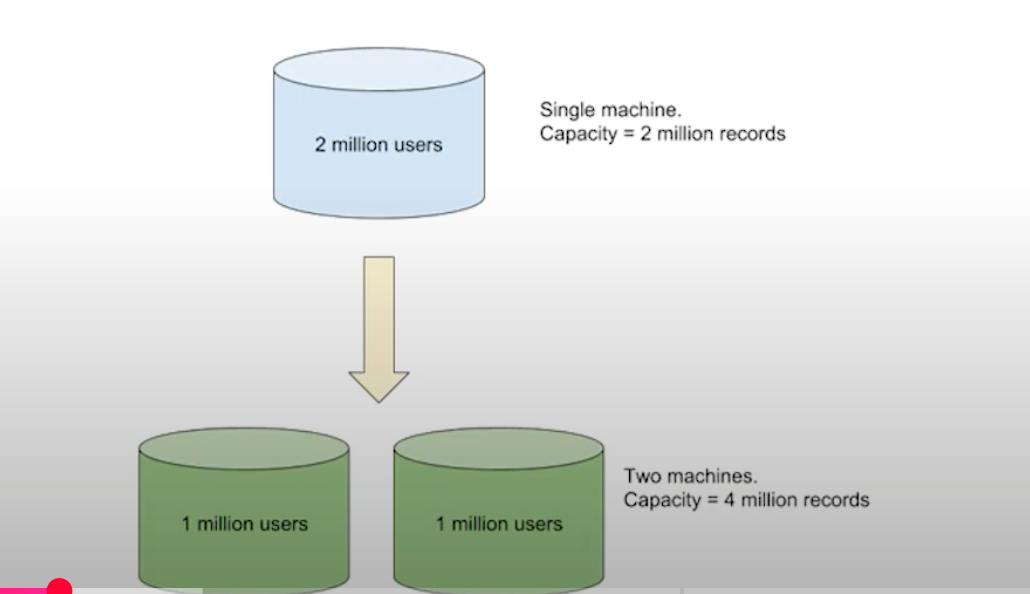 2 million users
Single machine.
Capacity = 2 million records
1 million users
1 million users
Two machines.
Capacity = 4 million records